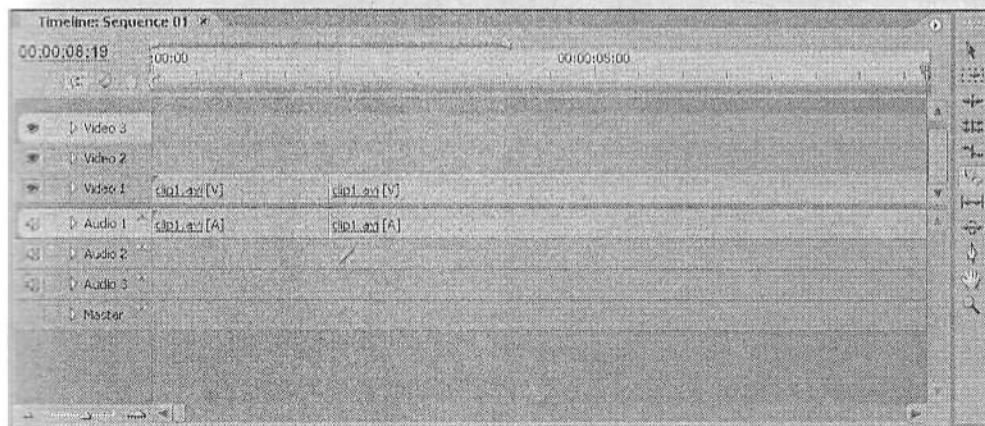 Timeline: Sequence 01 ×
00;00;08;19
;00;00
00;00;05;00
Video 3
Video 2
Video 1
clip1.avi [V]
clip1.avi [V]
Audio 1
clip1.avi [A]
clip1.avi [A]
Audio 2
Audio 3
Master